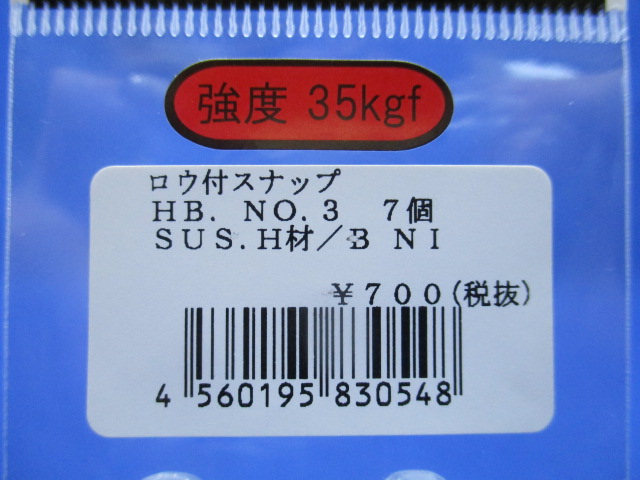 強度 35kgf
ロウ付スナップ
HB. NO.3 7個
SUS.H材/B NI
¥700(税抜)
4 560195 830548